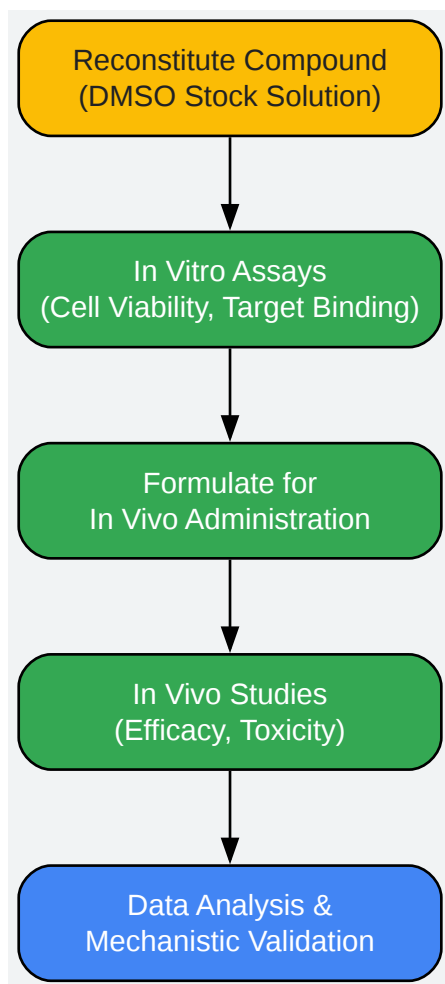 Reconstitute Compound
(DMSO Stock Solution)
In Vitro Assays
(Cell Viability, Target Binding)
Formulate for
In Vivo Administration
In Vivo Studies
(Efficacy, Toxicity)
Data Analysis &
Mechanistic Validation